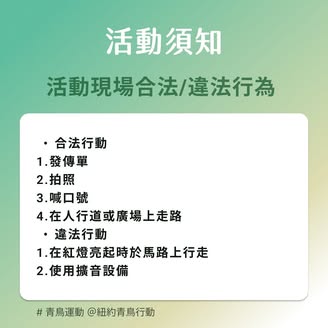 活動須知
活動現場合法/違法行為
• 合法行動
1.發傳單
2.拍照
3.喊口號
4.在人行道或廣場上走路
• 違法行動
1.在紅燈亮起時於馬路上行走
2.使用擴音設備
# 青鳥運動 @紐約青鳥行動